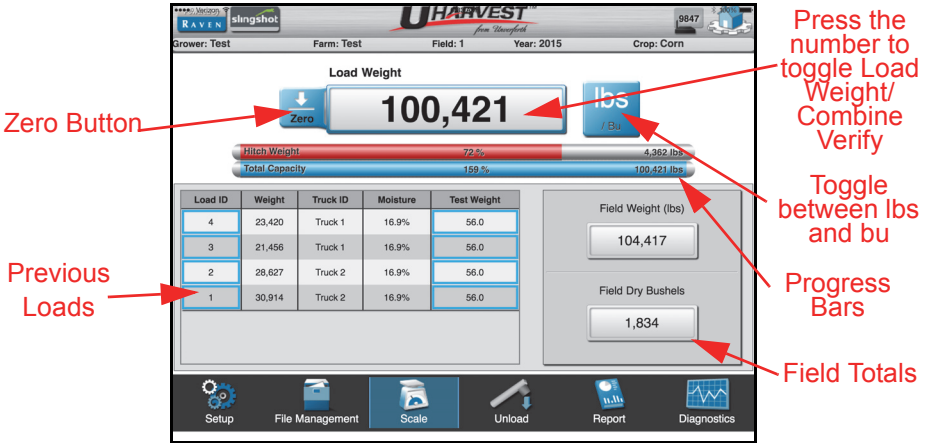 Verizon
100%
RAVEN slingshot
UHARVEST™
from Unverferth
9847
Grower: Test Farm: Test Field: 1 Year: 2015 Crop: Corn
Load Weight
Zero
100,421
lbs
/ Bu
Hitch Weight 72 % 4,362 lbs
Total Capacity 159 % 100,421 lbs
Load ID Weight Truck ID Moisture Test Weight
4 23,420 Truck 1 16.9% 56.0
3 21,456 Truck 1 16.9% 56.0
2 28,627 Truck 2 16.9% 56.0
1 30,914 Truck 2 16.9% 56.0
Field Weight (lbs)
104,417
Field Dry Bushels
1,834
Setup File Management Scale Unload Report Diagnostics
Zero Button
Previous
Loads
Press the
number to
toggle Load
Weight/
Combine
Verify
Toggle
between lbs
and bu
Progress
Bars
Field Totals